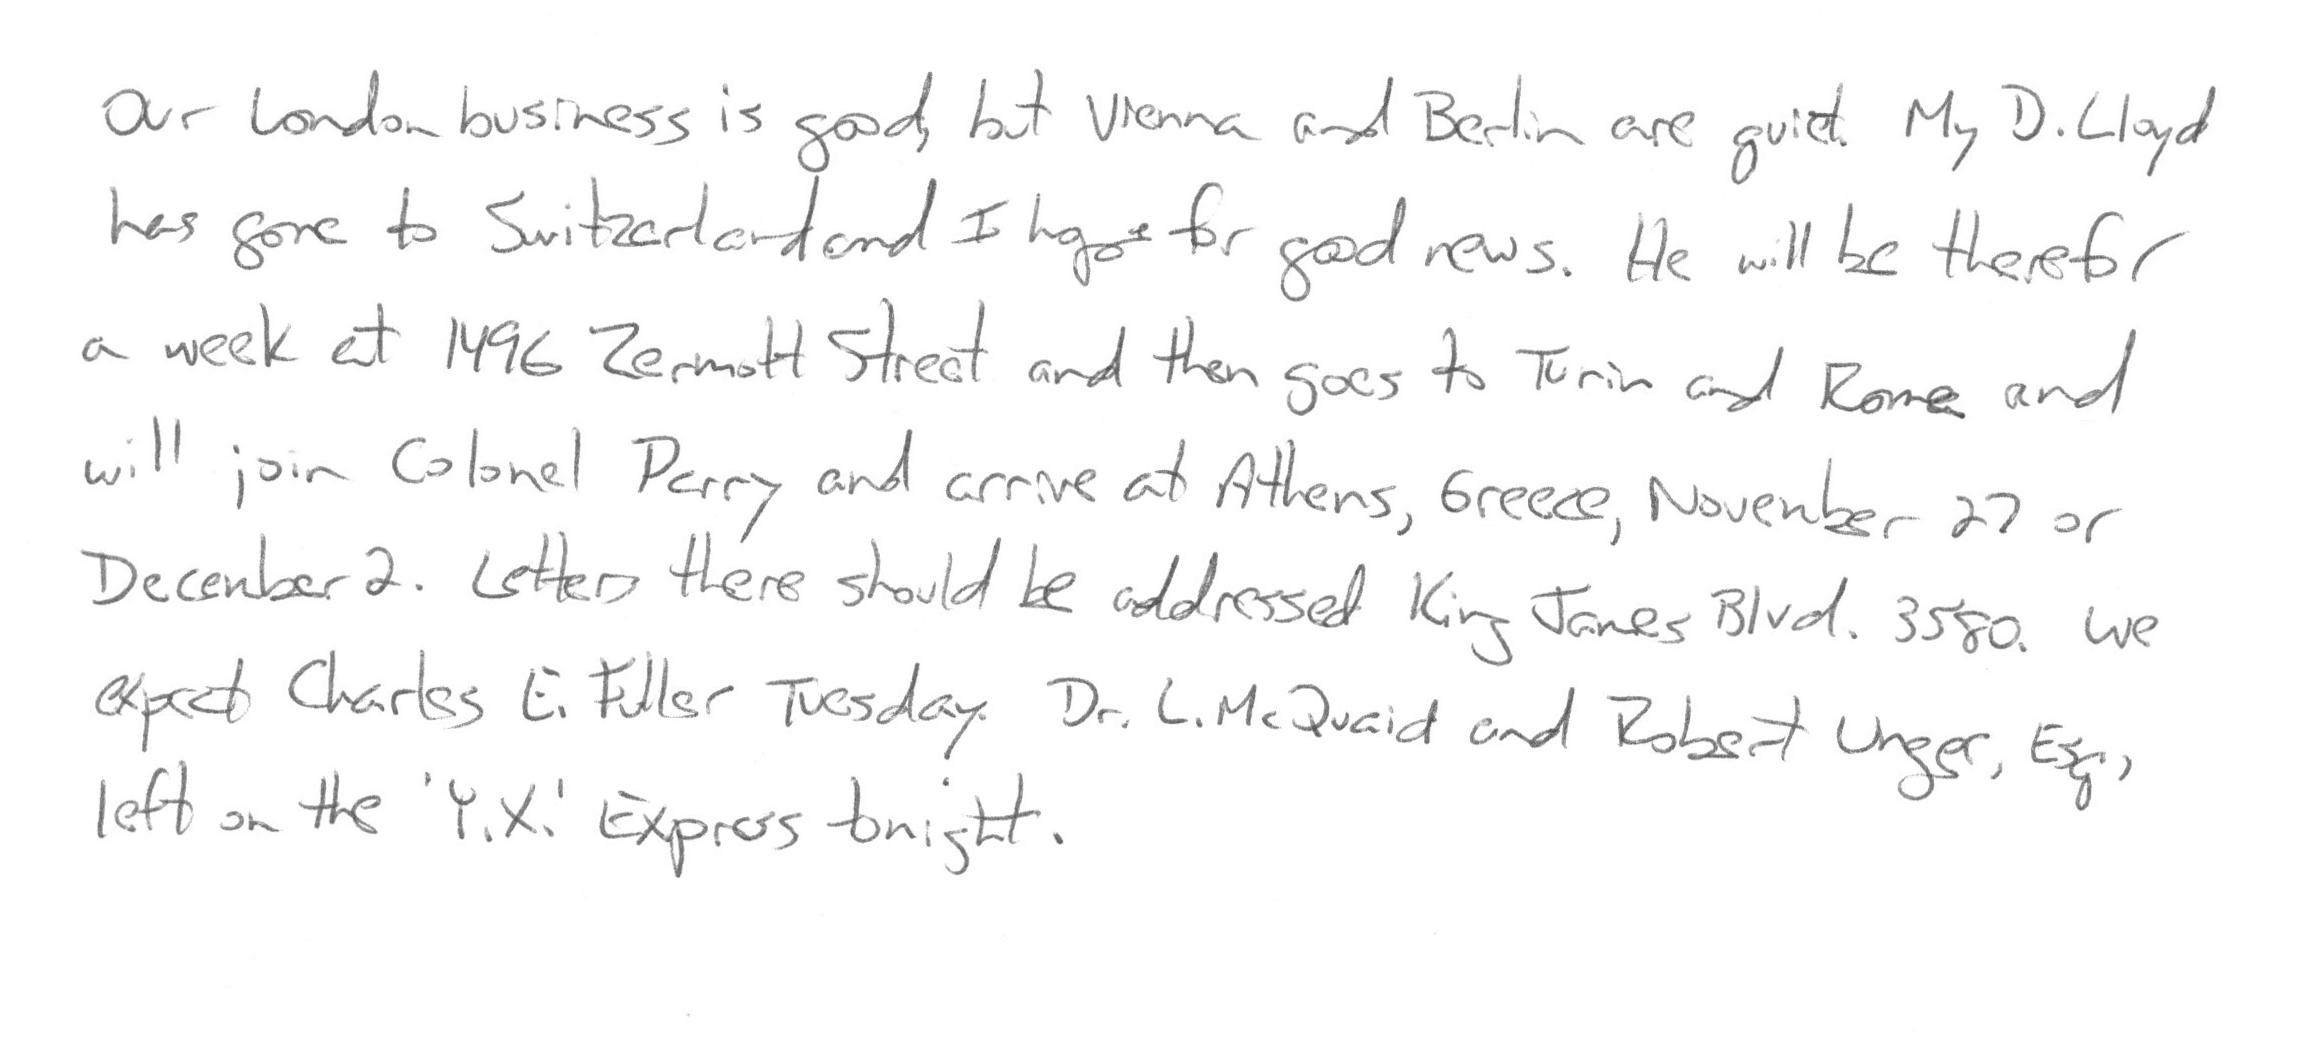 Our London business is good, but Vienna and Berlin are quiet. My D. Lloyd
has gone to Switzerland and I hope for good news. He will be there for
a week at 1496 Zermott Street and then goes to Turin and Rome and
will join Colonel Perry and arrive at Athens, Greece, November 27 or
December 2. Letters there should be addressed King James Blvd. 3580. We
expect Charles E. Fuller Tuesday. Dr. L. McQuaid and Robert Unger, Esq.,
left on the 'Y.X.' Express tonight.